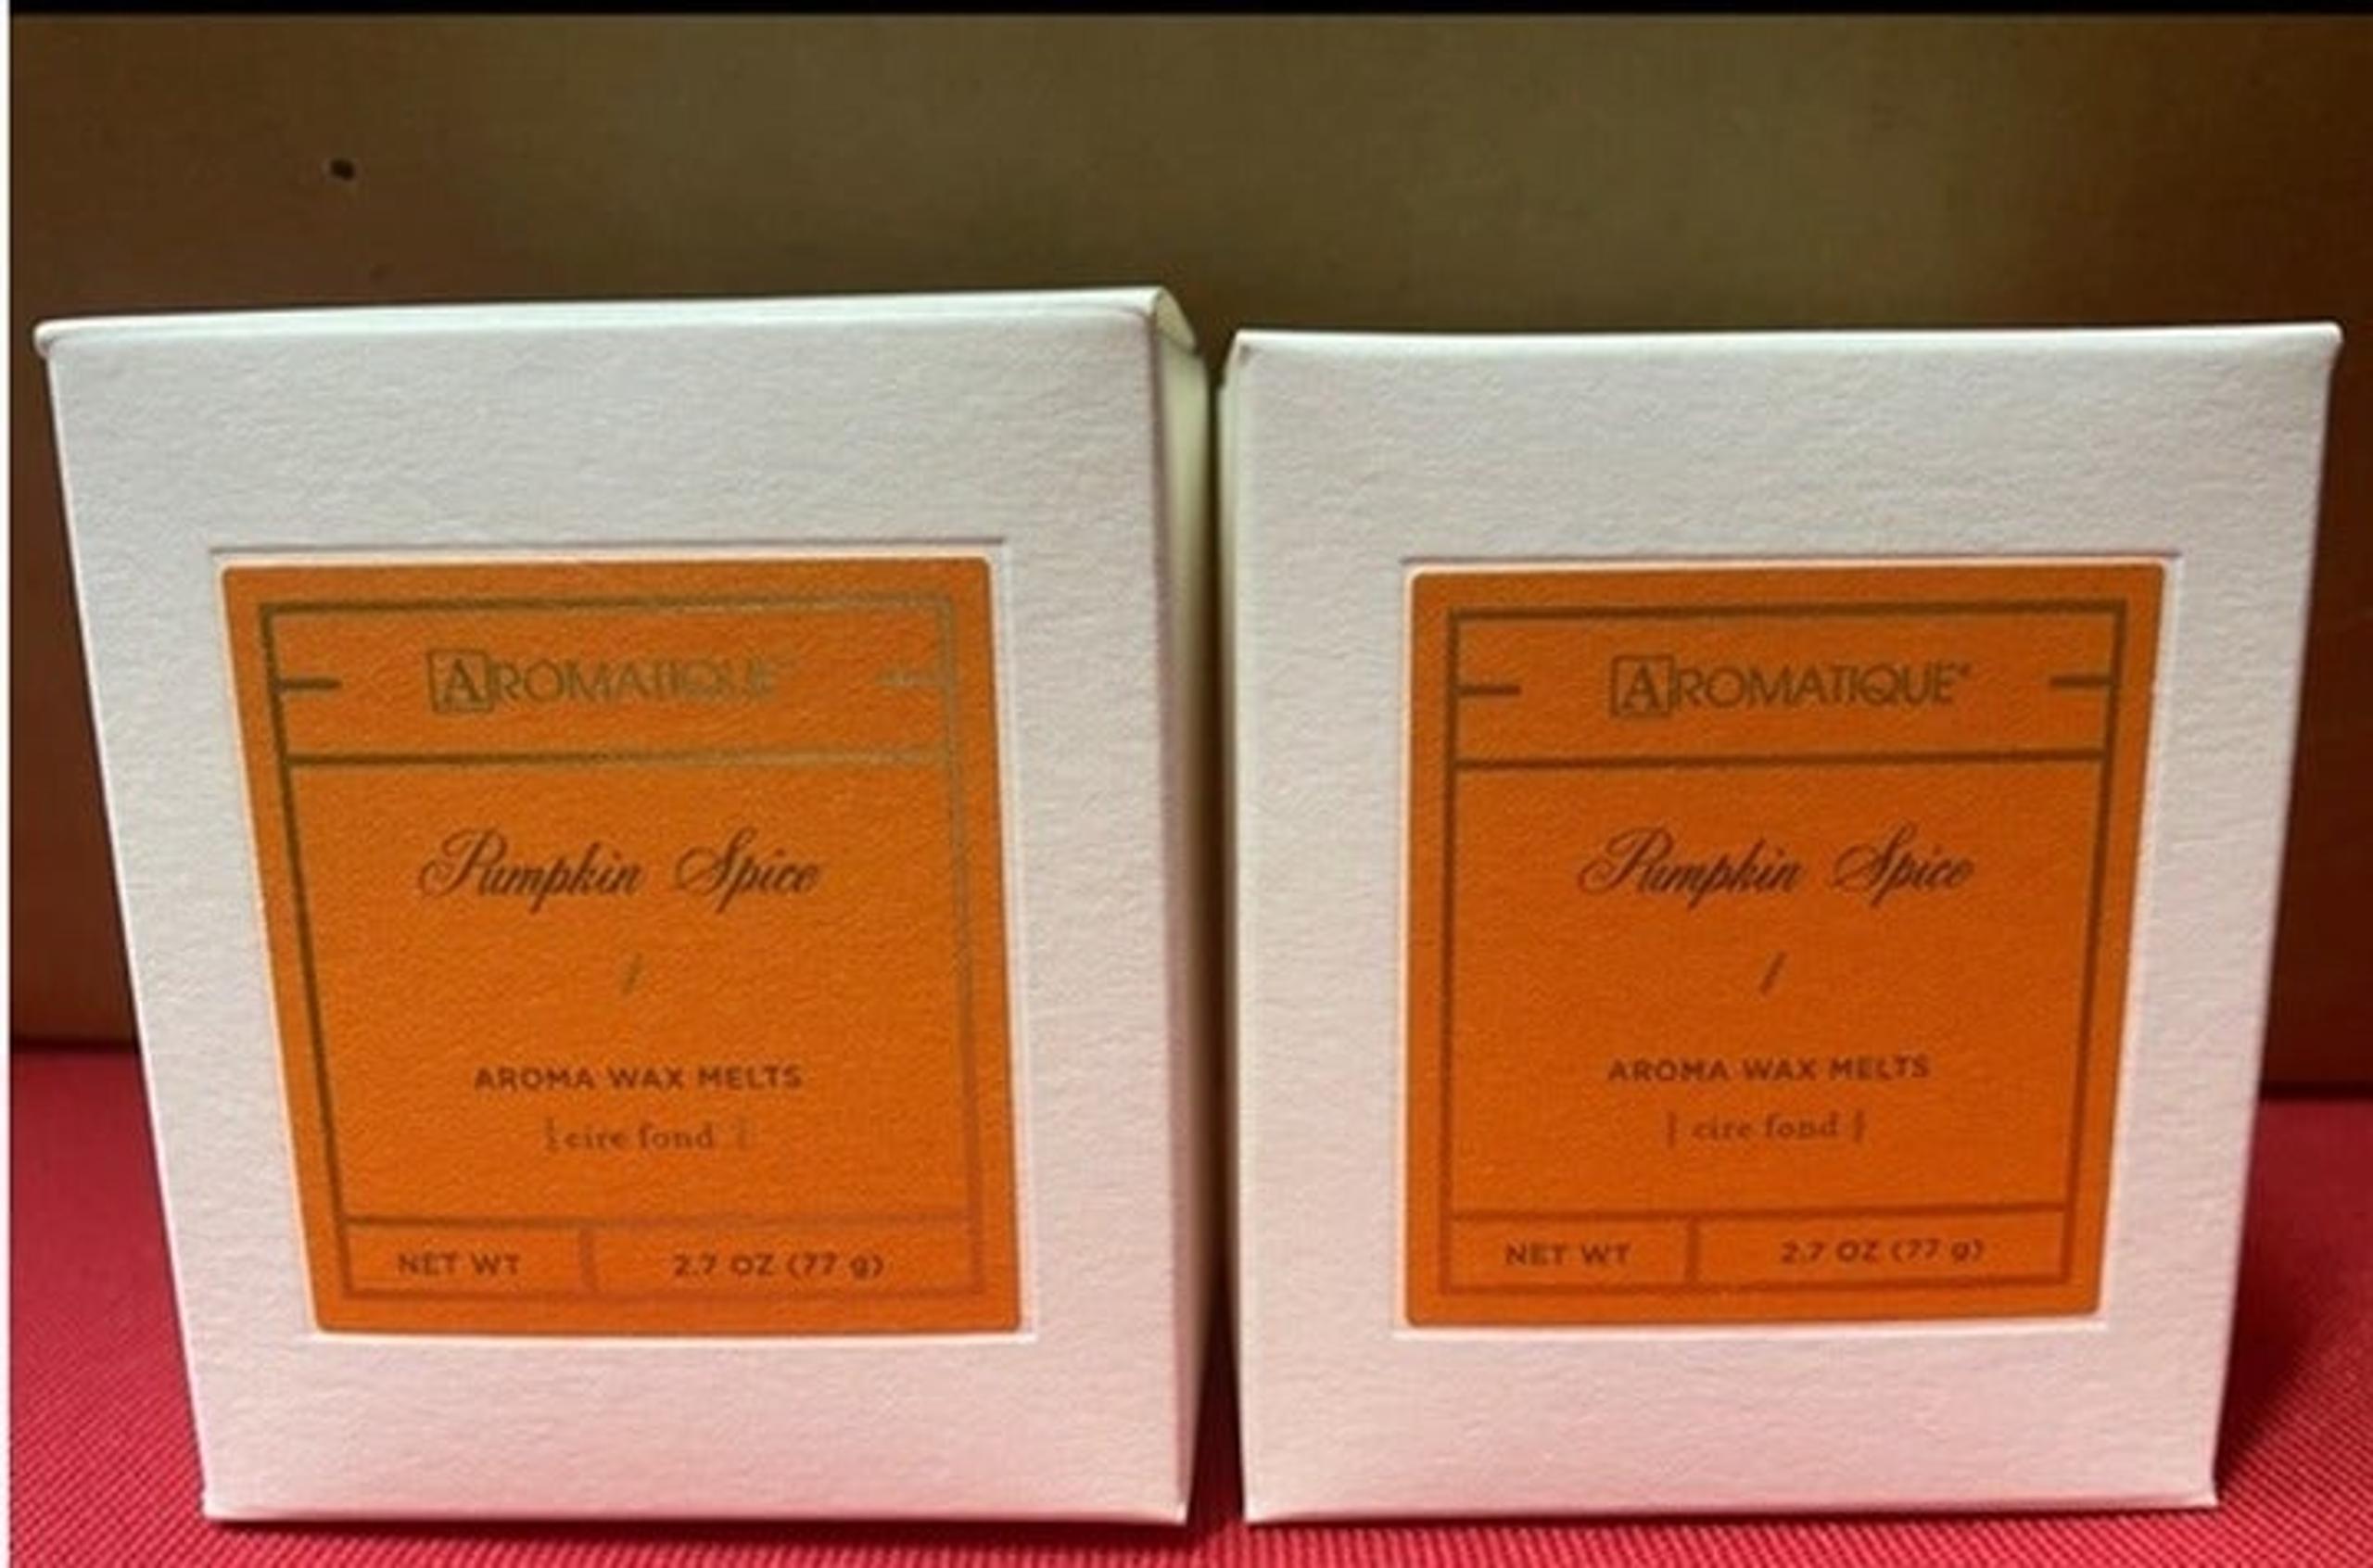 AROMATIQUE
Pumpkin Spice
AROMA WAX MELTS
{ cire fond }
NET WT 2.7 OZ (77 g)
AROMATIQUE®
Pumpkin Spice
AROMA WAX MELTS
{ cire fond }
NET WT 2.7 OZ (77 g)